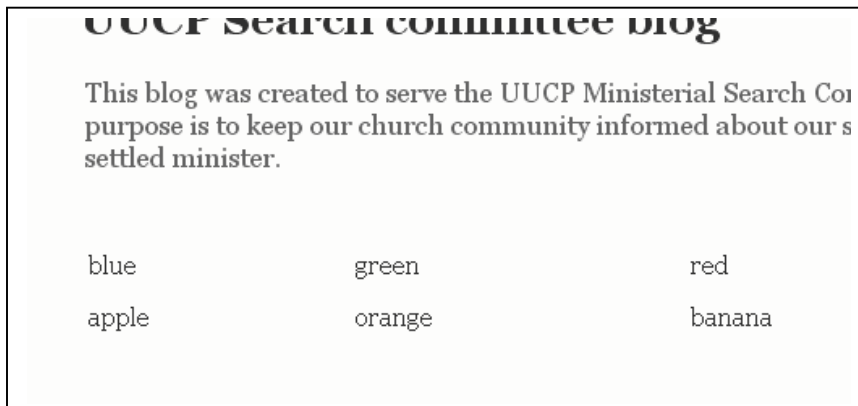 UUCP Search committee blog
This blog was created to serve the UUCP Ministerial Search
purpose is to keep our church community informed about our
settled minister.
blue green red
apple orange banana